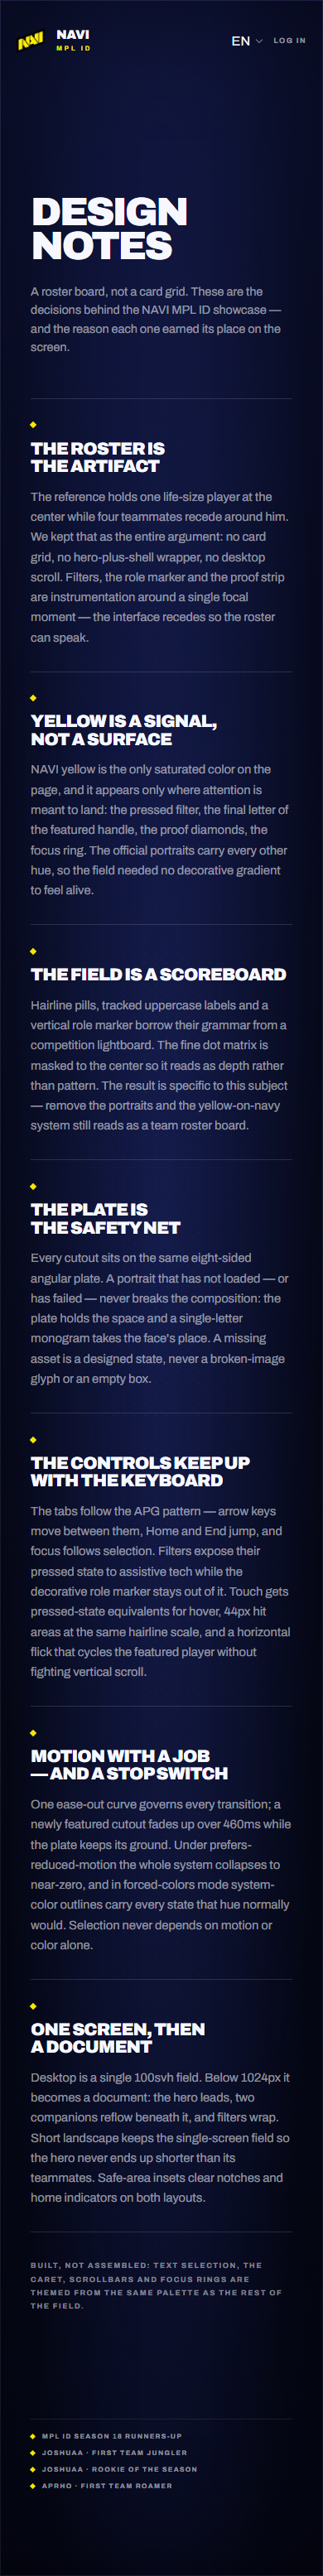 NAVI
NAVI
MPL ID
EN
LOG IN
DESIGN
NOTES
A roster board, not a card grid. These are the
decisions behind the NAVI MPL ID showcase —
and the reason each one earned its place on the
screen.
THE ROSTER IS
THE ARTIFACT
The reference holds one life-size player at the
center while four teammates recede around him.
We kept that as the entire argument: no card
grid, no hero-plus-shell wrapper, no desktop
scroll. Filters, the role marker and the proof strip
are instrumentation around a single focal
moment — the interface recedes so the roster
can speak.
YELLOW IS A SIGNAL,
NOT A SURFACE
NAVI yellow is the only saturated color on the
page, and it appears only where attention is
meant to land: the pressed filter, the final letter of
the featured handle, the proof diamonds, the
focus ring. The official portraits carry every other
hue, so the field needed no decorative gradient
to feel alive.
THE FIELD IS A SCOREBOARD
Hairline pills, tracked uppercase labels and a
vertical role marker borrow their grammar from a
competition lightboard. The fine dot matrix is
masked to the center so it reads as depth rather
than pattern. The result is specific to this subject
— remove the portraits and the yellow-on-navy
system still reads as a team roster board.
THE PLATE IS
THE SAFETY NET
Every cutout sits on the same eight-sided
angular plate. A portrait that has not loaded — or
has failed — never breaks the composition: the
plate holds the space and a single-letter
monogram takes the face's place. A missing
asset is a designed state, never a broken-image
glyph or an empty box.
THE CONTROLS KEEP UP
WITH THE KEYBOARD
The tabs follow the APG pattern — arrow keys
move between them, Home and End jump, and
focus follows selection. Filters expose their
pressed state to assistive tech while the
decorative role marker stays out of it. Touch gets
pressed-state equivalents for hover, 44px hit
areas at the same hairline scale, and a horizontal
flick that cycles the featured player without
fighting vertical scroll.
MOTION WITH A JOB
— AND A STOP SWITCH
One ease-out curve governs every transition; a
newly featured cutout fades up over 460ms while
the plate keeps its ground. Under prefers-
reduced-motion the whole system collapses to
near-zero, and in forced-colors mode system-
color outlines carry every state that hue normally
would. Selection never depends on motion or
color alone.
ONE SCREEN, THEN
A DOCUMENT
Desktop is a single 100svh field. Below 1024px it
becomes a document: the hero leads, two
companions reflow beneath it, and filters wrap.
Short landscape keeps the single-screen field so
the hero never ends up shorter than its
teammates. Safe-area insets clear notches and
home indicators on both layouts.
BUILT, NOT ASSEMBLED: TEXT SELECTION, THE
CARET, SCROLLBARS AND FOCUS RINGS ARE
THEMED FROM THE SAME PALETTE AS THE REST OF
THE FIELD.
MPL ID SEASON 18 RUNNERS-UP
JOSHUAA · FIRST TEAM JUNGLER
JOSHUAA · ROOKIE OF THE SEASON
APRHO · FIRST TEAM ROAMER